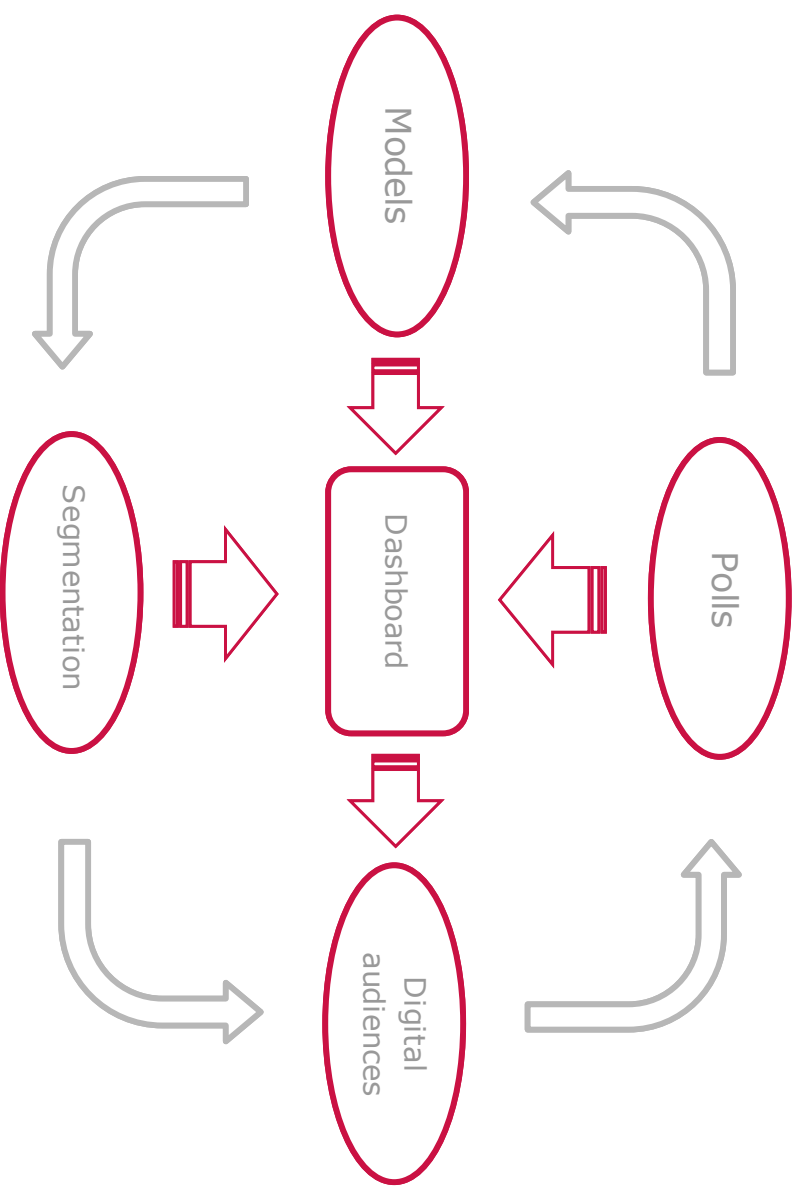 Polls
Models
Dashboard
Digital
audiences
Segmentation